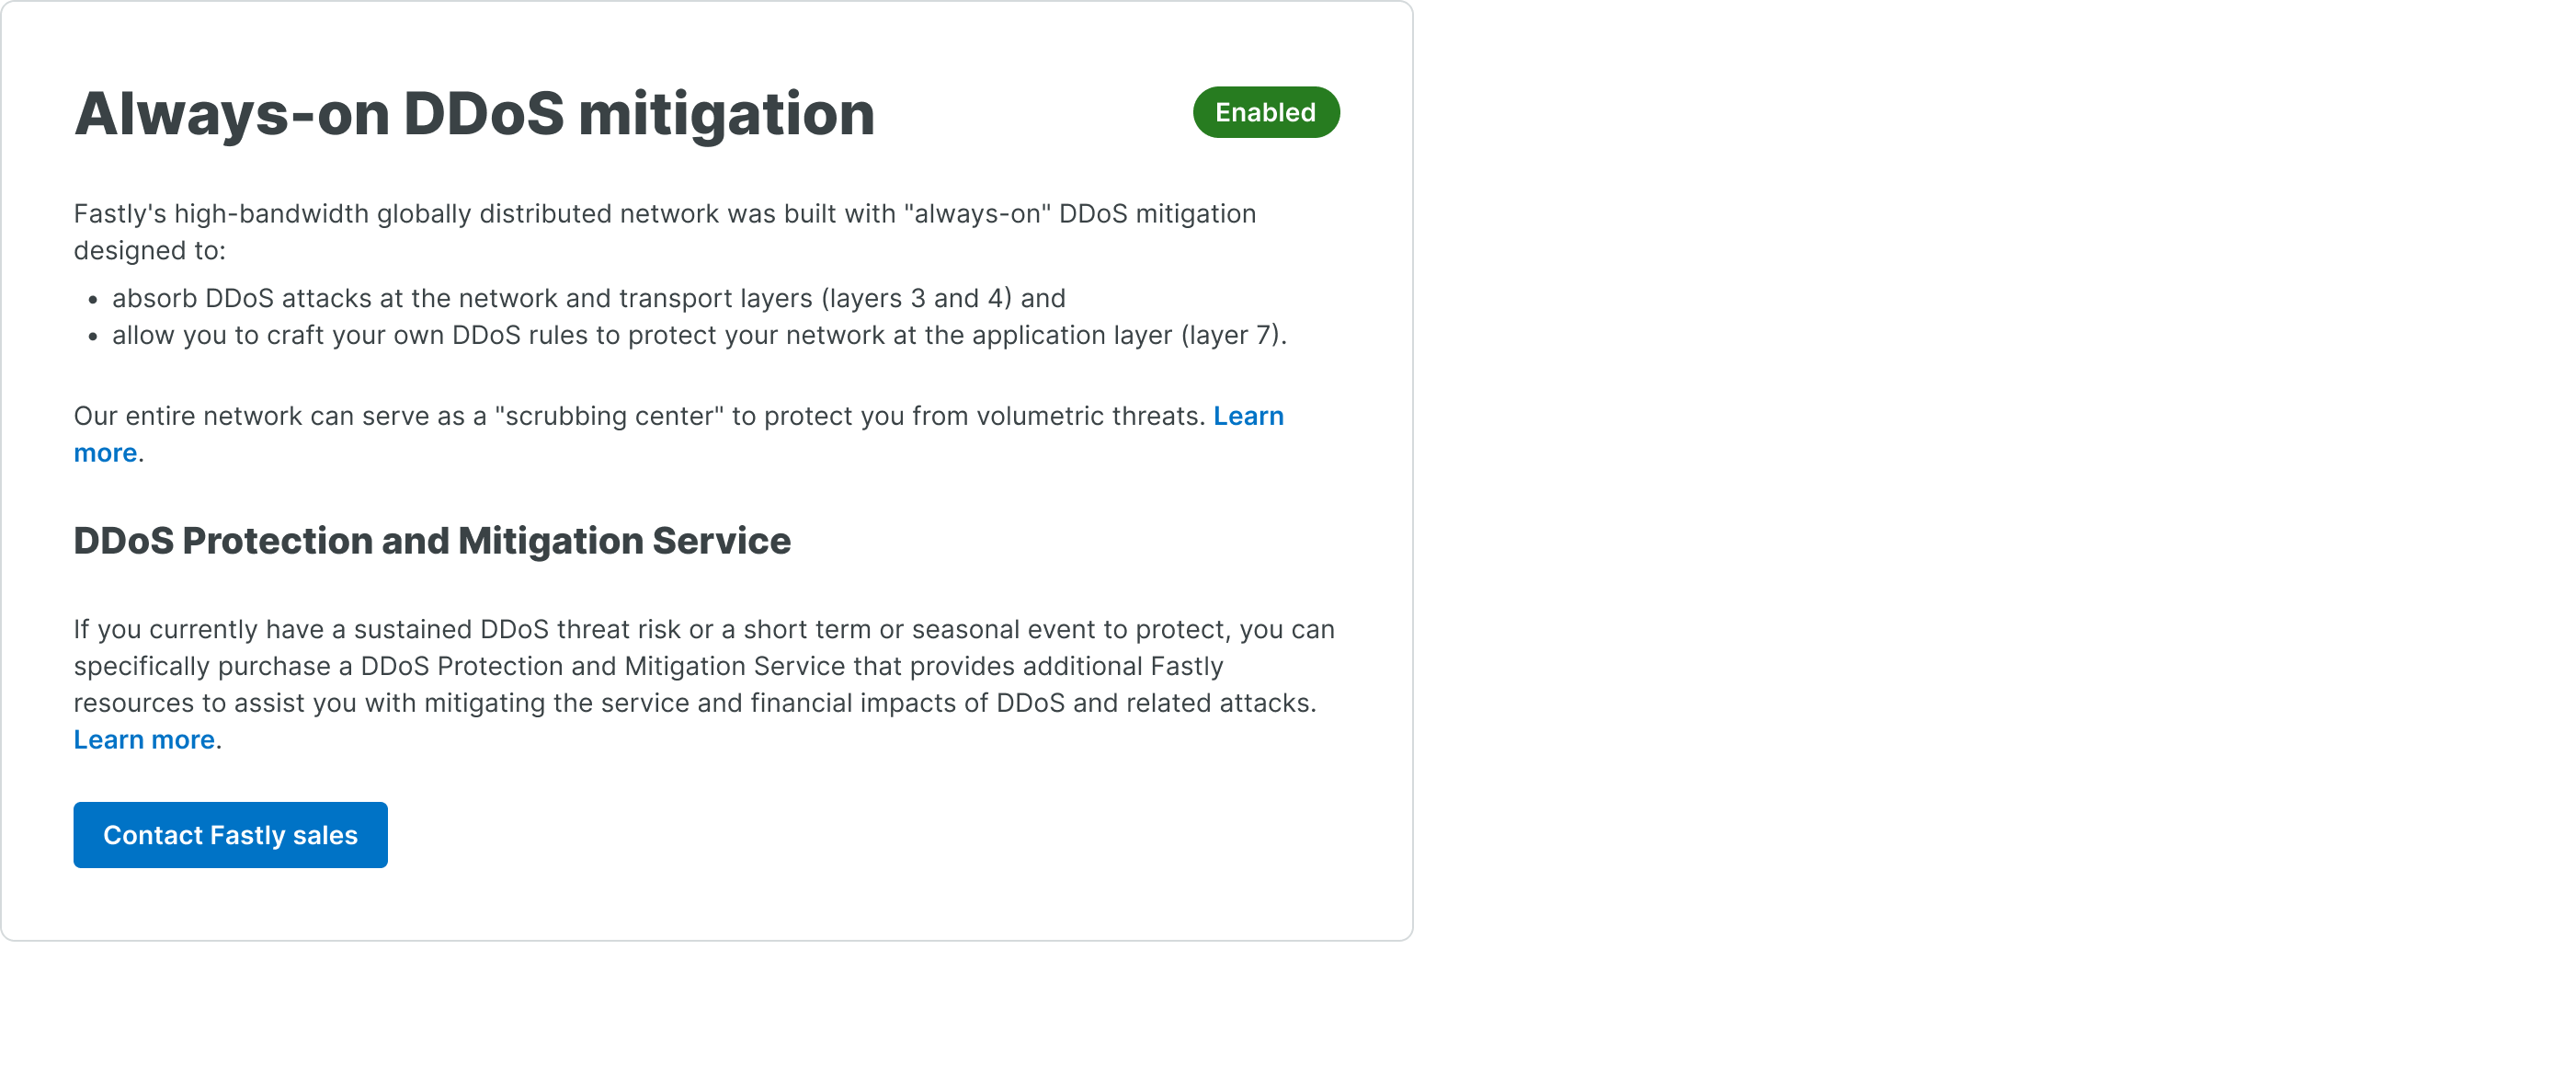 Always-on DDoS mitigation
Enabled
Fastly's high-bandwidth globally distributed network was built with "always-on" DDoS mitigation
designed to:
• absorb DDoS attacks at the network and transport layers (layers 3 and 4) and
• allow you to craft your own DDoS rules to protect your network at the application layer (layer 7).
Our entire network can serve as a "scrubbing center" to protect you from volumetric threats. Learn
more.
DDoS Protection and Mitigation Service
If you currently have a sustained DDoS threat risk or a short term or seasonal event to protect, you can
specifically purchase a DDoS Protection and Mitigation Service that provides additional Fastly
resources to assist you with mitigating the service and financial impacts of DDoS and related attacks.
Learn more.
Contact Fastly sales